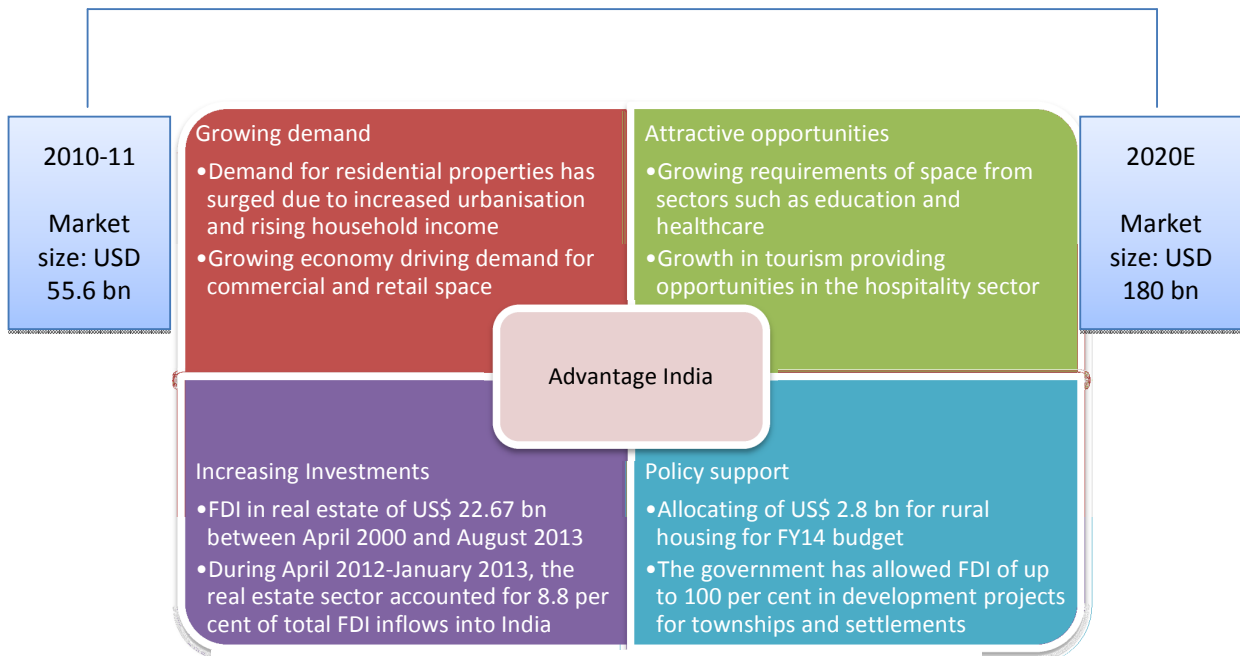 2010-11
Market
size: USD
55.6 bn
Growing demand
•Demand for residential properties has
surged due to increased urbanisation
and rising household income
•Growing economy driving demand for
commercial and retail space
Attractive opportunities
•Growing requirements of space from
sectors such as education and
healthcare
•Growth in tourism providing
opportunities in the hospitality sector
2020E
Market
size: USD
180 bn
Advantage India
Increasing Investments
•FDI in real estate of US$ 22.67 bn
between April 2000 and August 2013
•During April 2012-January 2013, the
real estate sector accounted for 8.8 per
cent of total FDI inflows into India
Policy support
•Allocating of US$ 2.8 bn for rural
housing for FY14 budget
•The government has allowed FDI of up
to 100 per cent in development projects
for townships and settlements